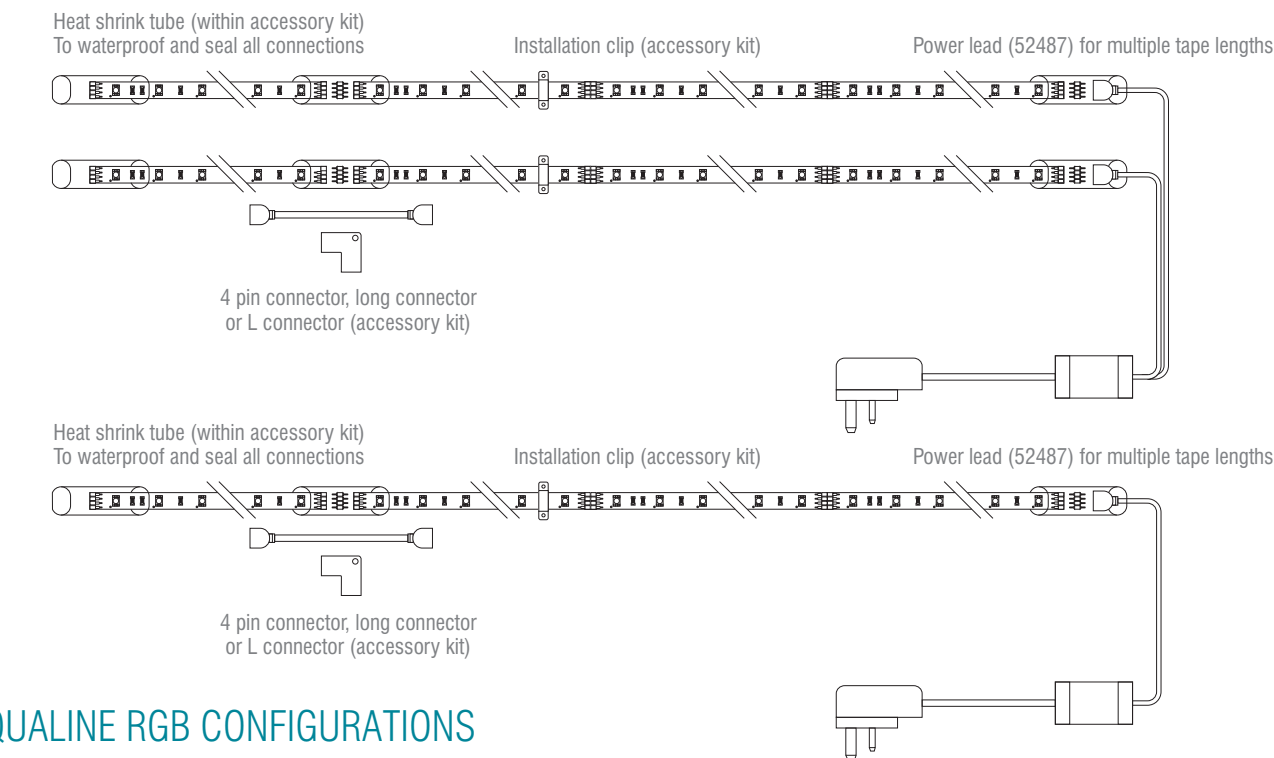 Heat shrink tube (within accessory kit)
To waterproof and seal all connections
Installation clip (accessory kit)
Power lead (52487) for multiple tape lengths
4 pin connector, long connector
or L connector (accessory kit)
Heat shrink tube (within accessory kit)
To waterproof and seal all connections
Installation clip (accessory kit)
Power lead (52487) for multiple tape lengths
4 pin connector, long connector
or L connector (accessory kit)
QUALINE RGB CONFIGURATIONS